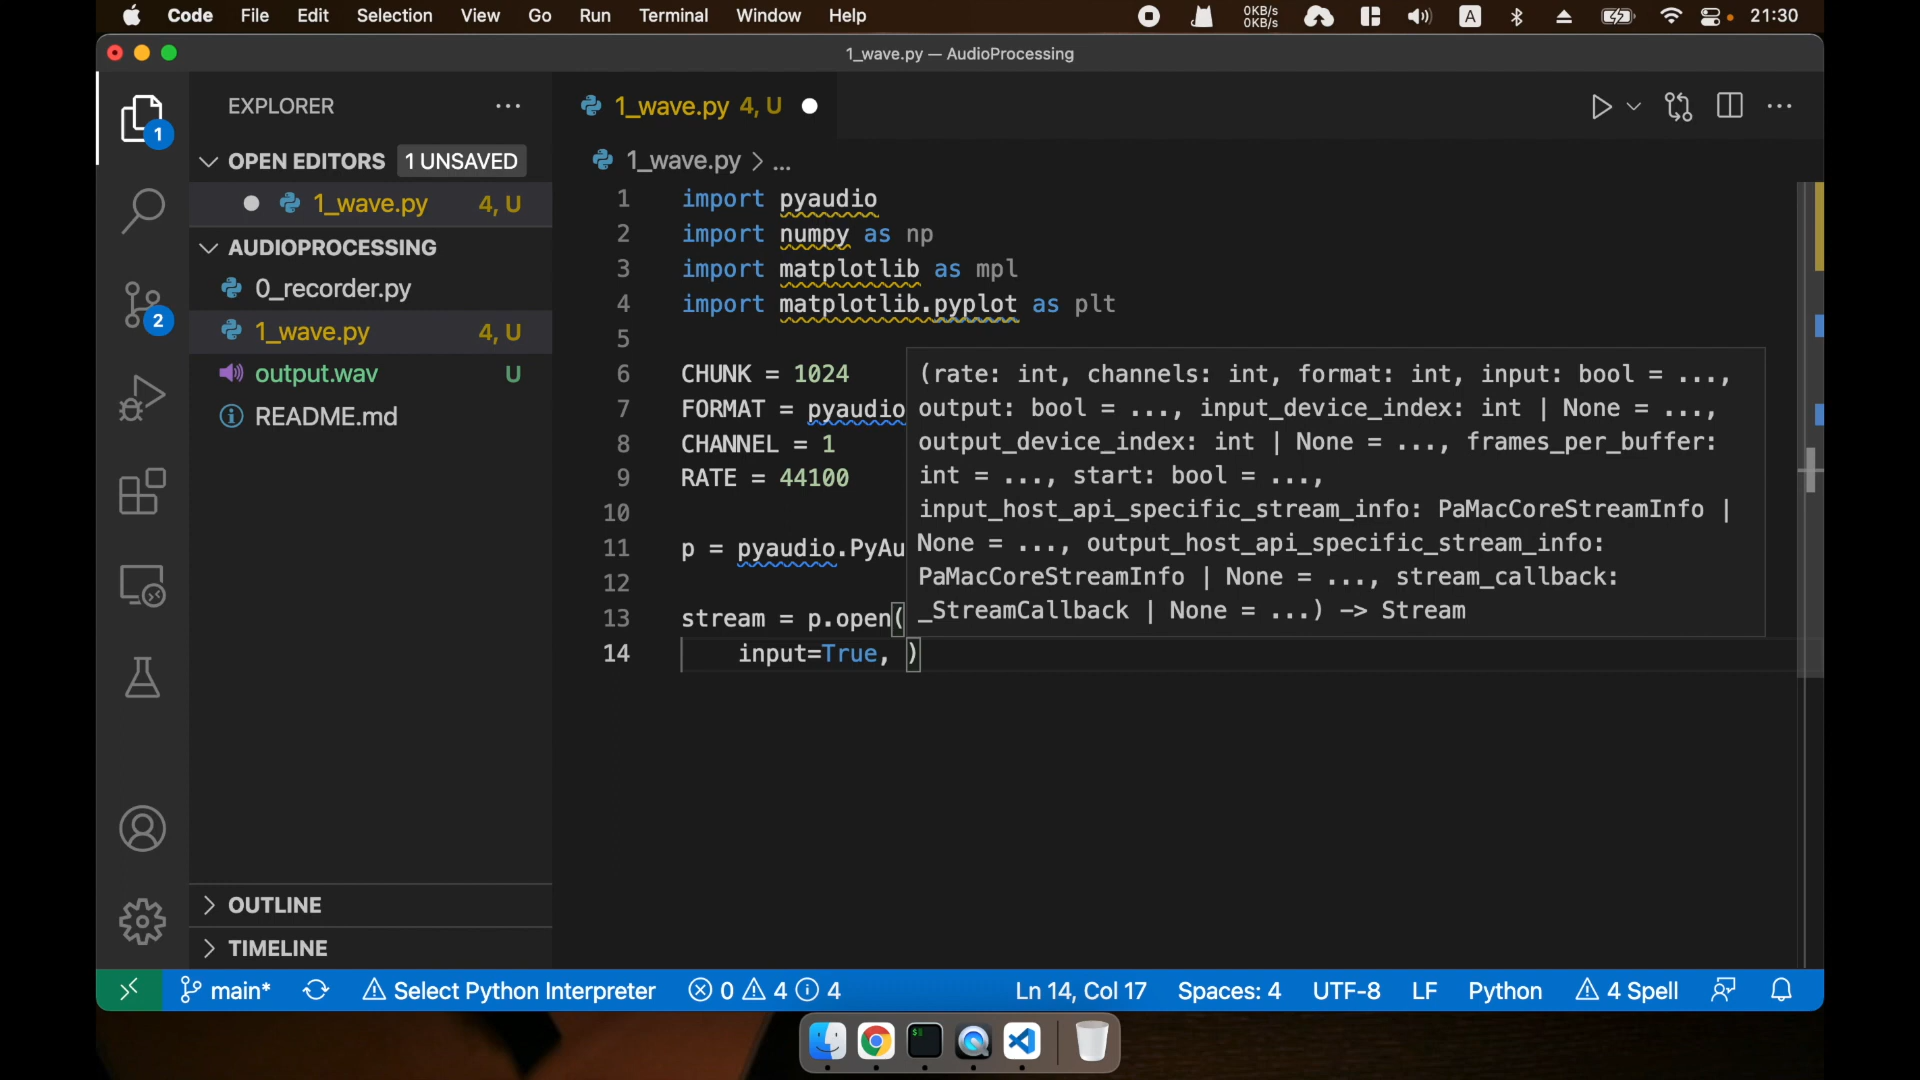 Code File Edit Selection View Go Run Terminal Window Help 0KB/s 0KB/s A 21:30
1_wave.py — AudioProcessing
EXPLORER
1
OPEN EDITORS 1 UNSAVED
1_wave.py 4, U
AUDIOPROCESSING
0_recorder.py
2
1_wave.py 4, U
output.wav U
README.md
OUTLINE
TIMELINE
1_wave.py 4, U
1_wave.py > ...
1 import pyaudio
2 import numpy as np
3 import matplotlib as mpl
4 import matplotlib.pyplot as plt
5
6 CHUNK = 1024
7 FORMAT = pyaudio
8 CHANNEL = 1
9 RATE = 44100
10
11 p = pyaudio.PyAu
12
13 stream = p.open(
14 input=True, )
(rate: int, channels: int, format: int, input: bool = ...,
output: bool = ..., input_device_index: int | None = ...,
output_device_index: int | None = ..., frames_per_buffer:
int = ..., start: bool = ...,
input_host_api_specific_stream_info: PaMacCoreStreamInfo |
None = ..., output_host_api_specific_stream_info:
PaMacCoreStreamInfo | None = ..., stream_callback:
_StreamCallback | None = ...) -> Stream
main* Select Python Interpreter 0 4 4 Ln 14, Col 17 Spaces: 4 UTF-8 LF Python 4 Spell
$